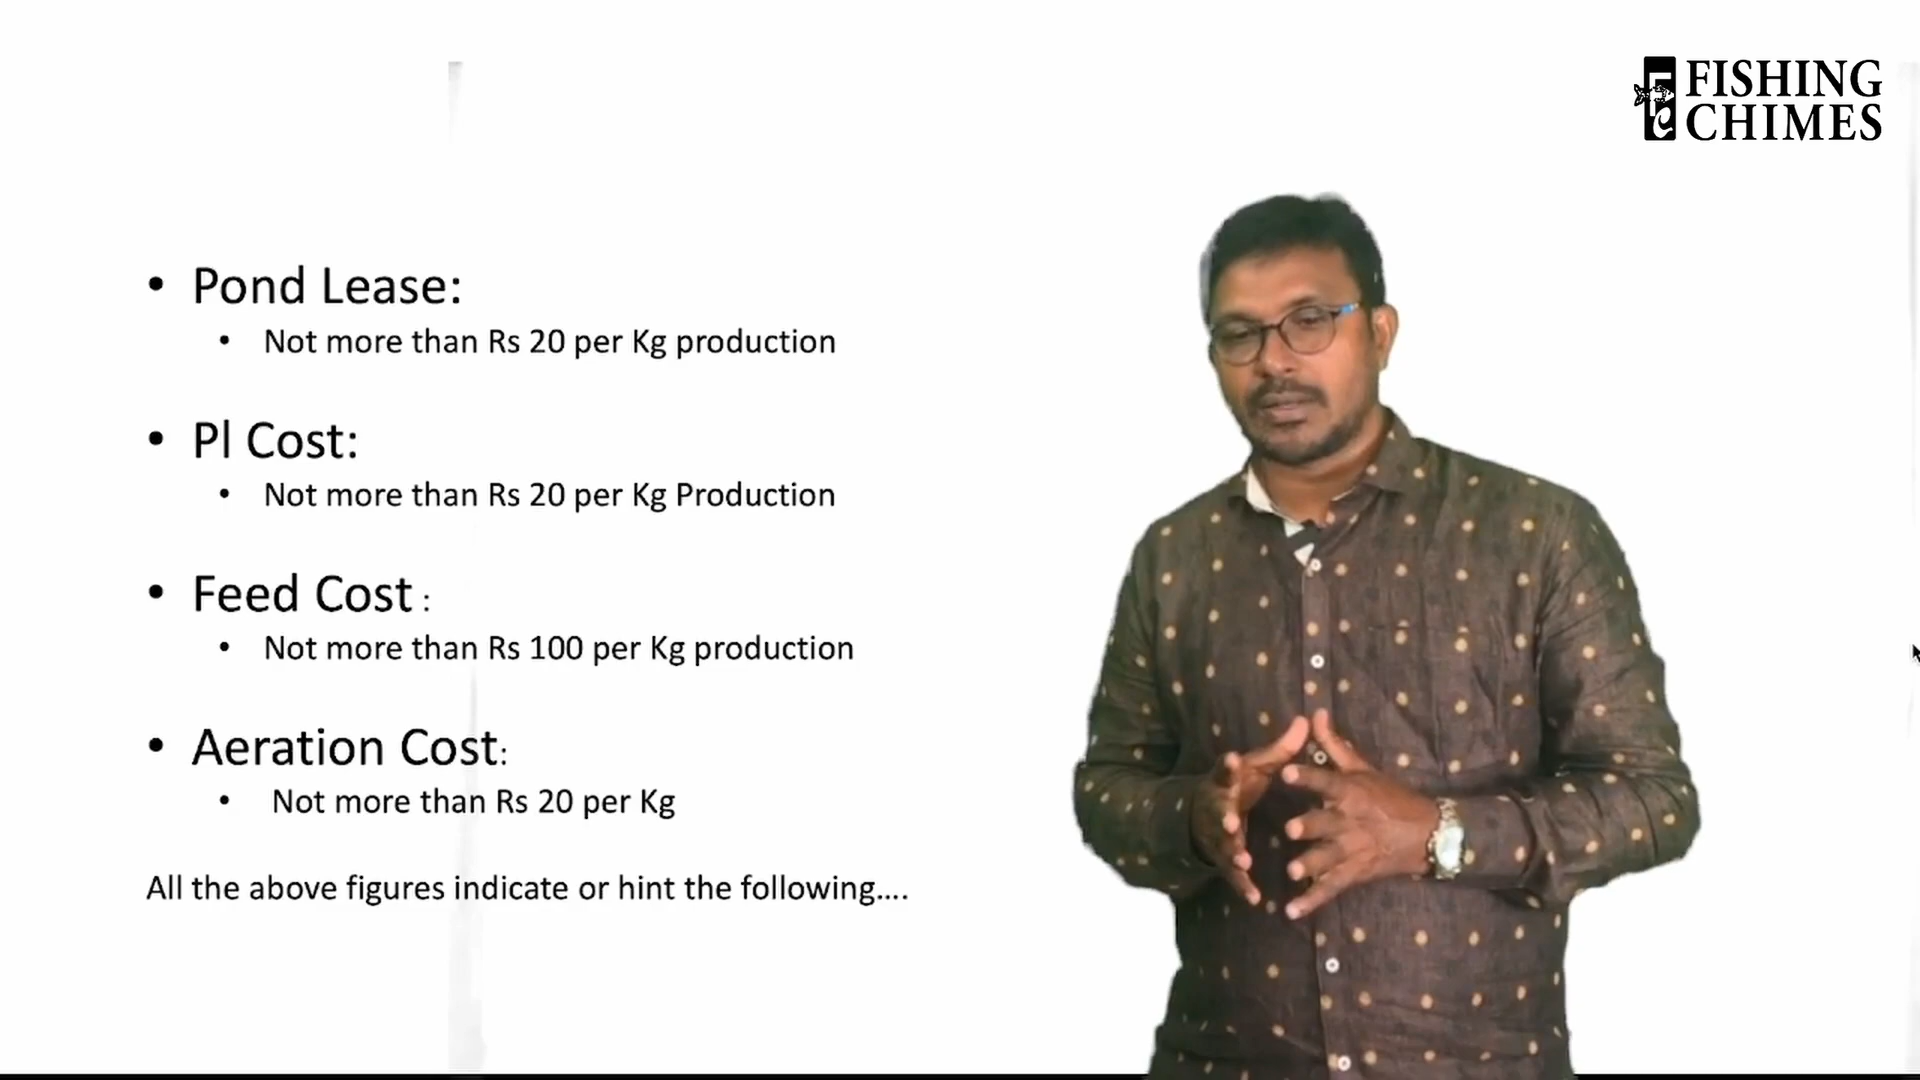 FISHING
CHIMES
• Pond Lease:
• Not more than Rs 20 per Kg production
• Pl Cost:
• Not more than Rs 20 per Kg Production
• Feed Cost :
• Not more than Rs 100 per Kg production
• Aeration Cost:
• Not more than Rs 20 per Kg
All the above figures indicate or hint the following....